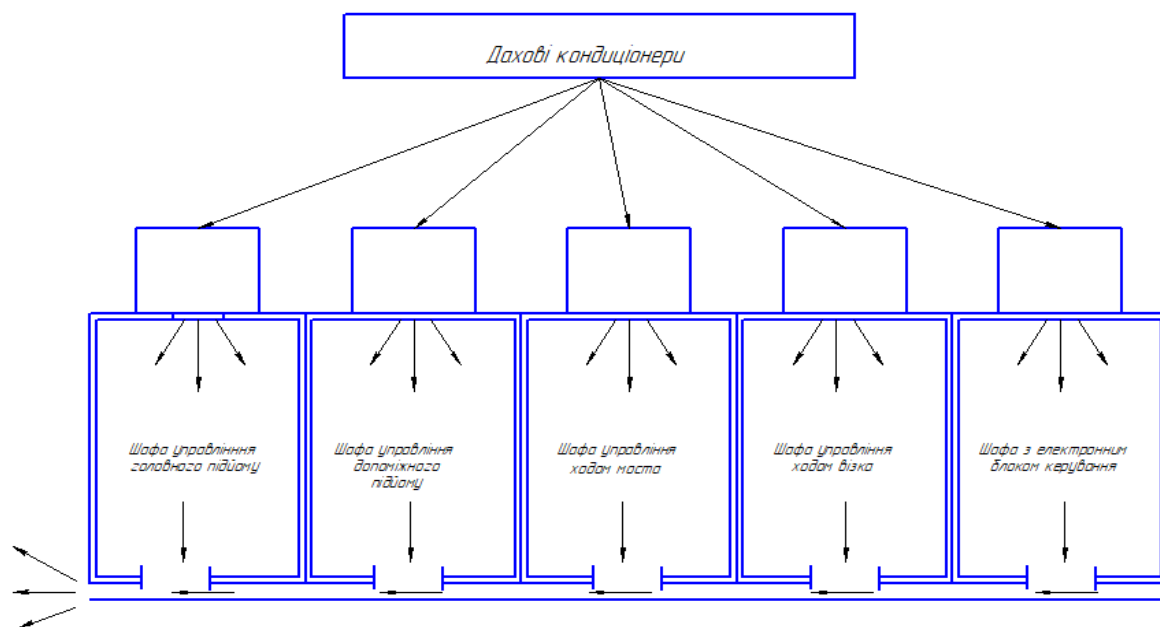 Дахові кондиціонери
Шафа управлінння
головного підйому
Шафа управління
допоміжного
підйому
Шафа управління
ходом моста
Шафа управління
ходом візка
Шафа з електронним
блоком керування